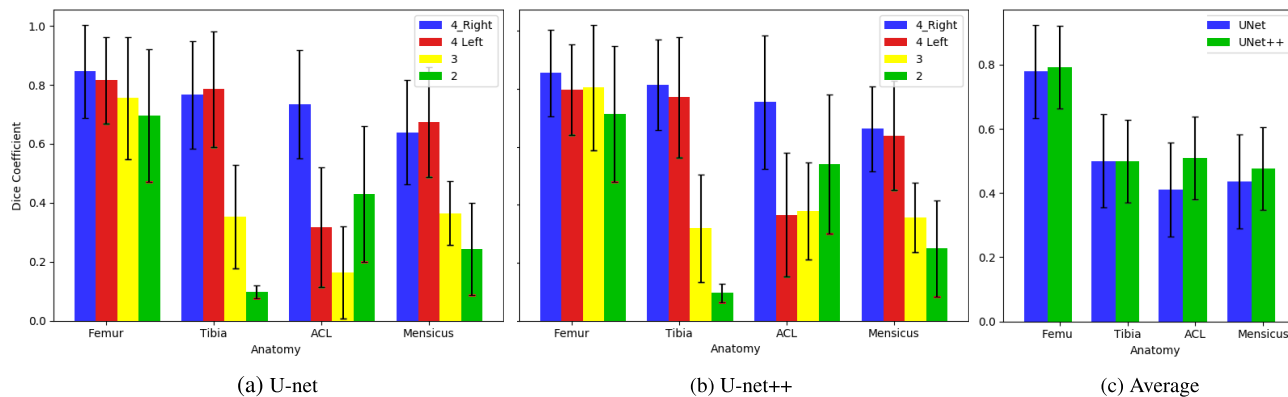 1.0
0.8
0.6
0.4
0.2
0.0
Dice Coefficient
4_Right
4 Left
3
2
Femur
Tibia
ACL
Mensicus
Anatomy
(a) U-net
4_Right
4 Left
3
2
Femur
Tibia
ACL
Mensicus
Anatomy
(b) U-net++
0.8
0.6
0.4
0.2
0.0
UNet
UNet++
Femu
Tibia
ACL
Mensicus
Anatomy
(c) Average